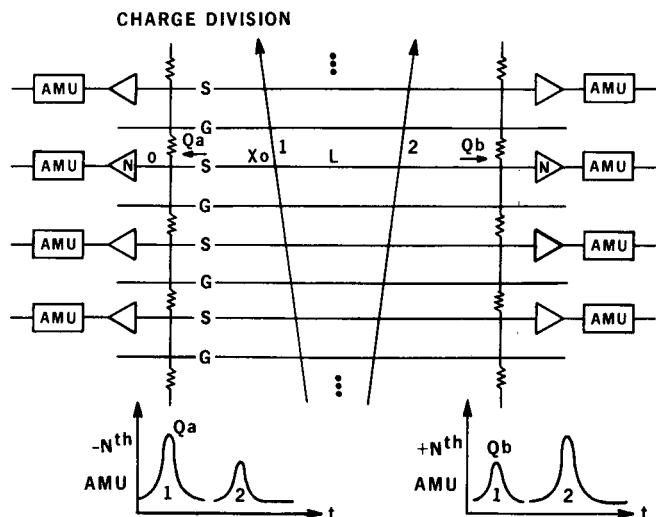 CHARGE DIVISION
AMU S AMU
G
Qa 1 2 Qb
AMU N 0 S Xo L N AMU
G
AMU S AMU
G
AMU S AMU
G
-Nth AMU Qa 1 2 t
+Nth AMU Qb 1 2 t